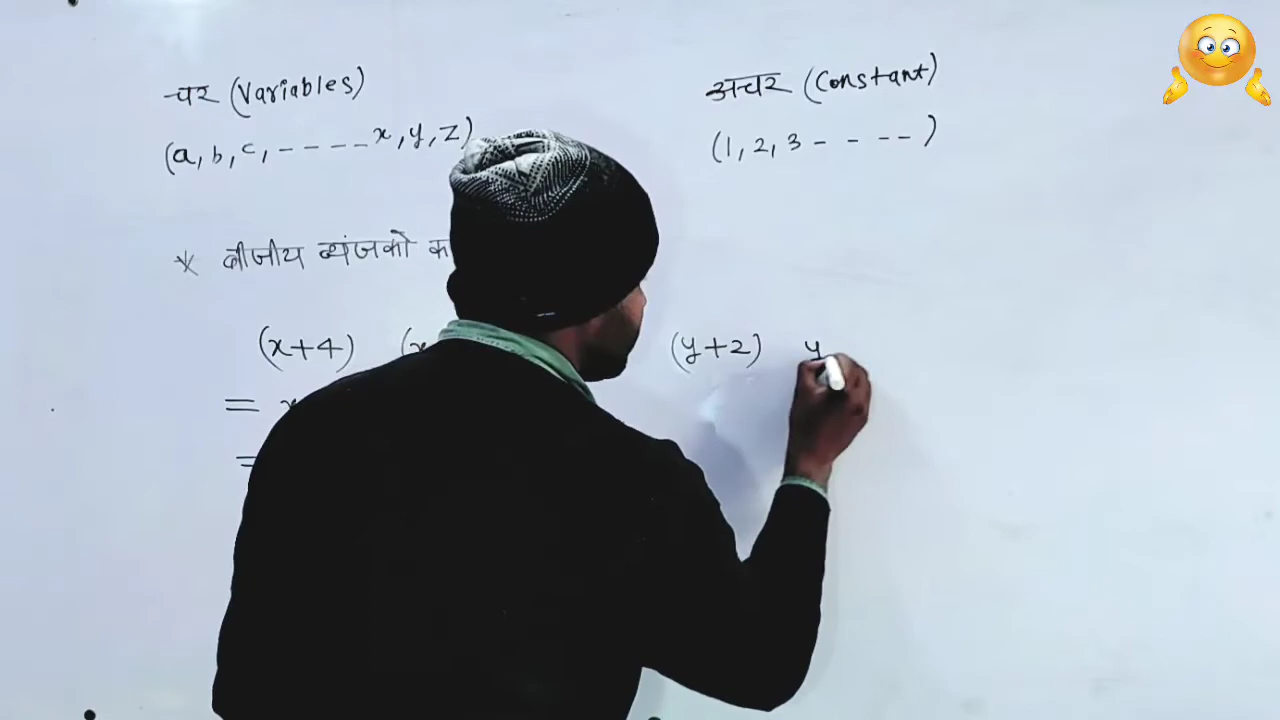 चर (Variables)
अचर (Constant)
(a, b, c, - - - - x, y, z)
(1, 2, 3 - - - -)
* बीजीय व्यंजको
(x+4) (x
(y+2) y
= x
=